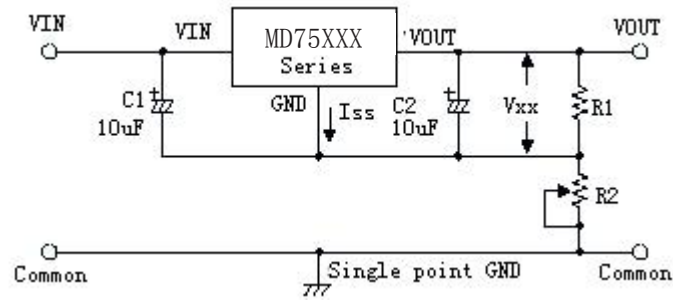 VIN
VIN
MD75XXX
Series
VOUT
VOUT
GND
Iss
C1
10uF
C2
10uF
Vxx
R1
R2
Single point GND
Common
Common